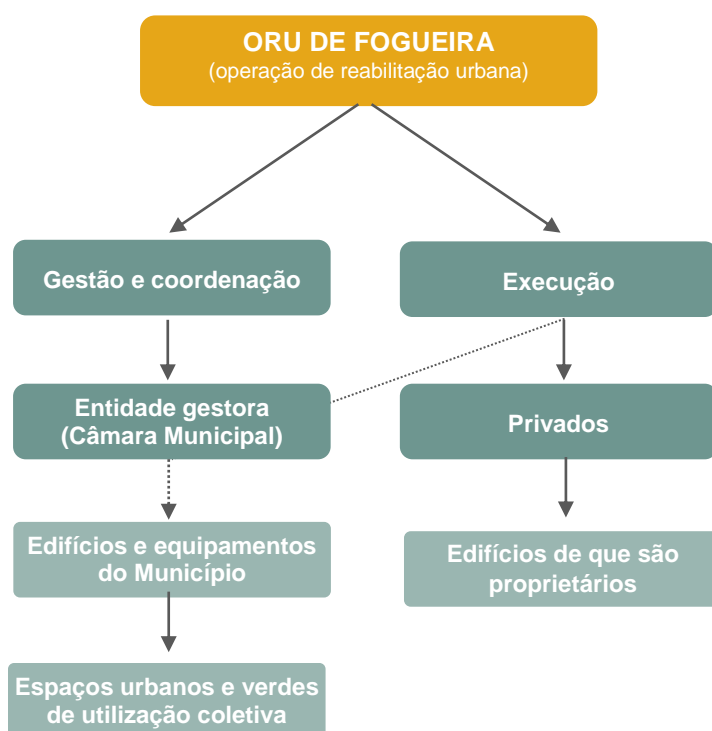 ORU DE FOGUEIRA
(operação de reabilitação urbana)
Gestão e coordenação
Execução
Entidade gestora
(Câmara Municipal)
Privados
Edifícios e equipamentos
do Município
Edifícios de que são
proprietários
Espaços urbanos e verdes
de utilização coletiva